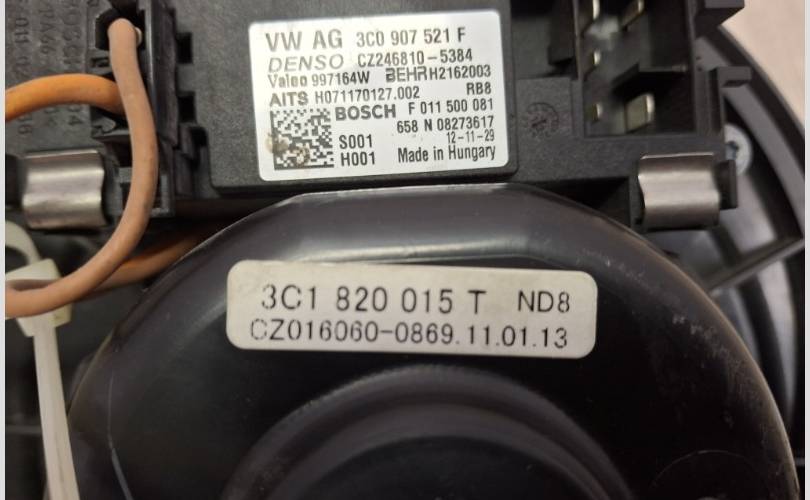 VW AG 3C0 907 521 F
DENSO CZ246810-5384
Valeo 997164W BEHR H2162003
AITS H071170127.002 RB8
BOSCH F 011 500 081
658 N 08273617
S001 12-11-29
H001 Made in Hungary
3C1 820 015 T ND8
CZ016060-0869.11.01.13